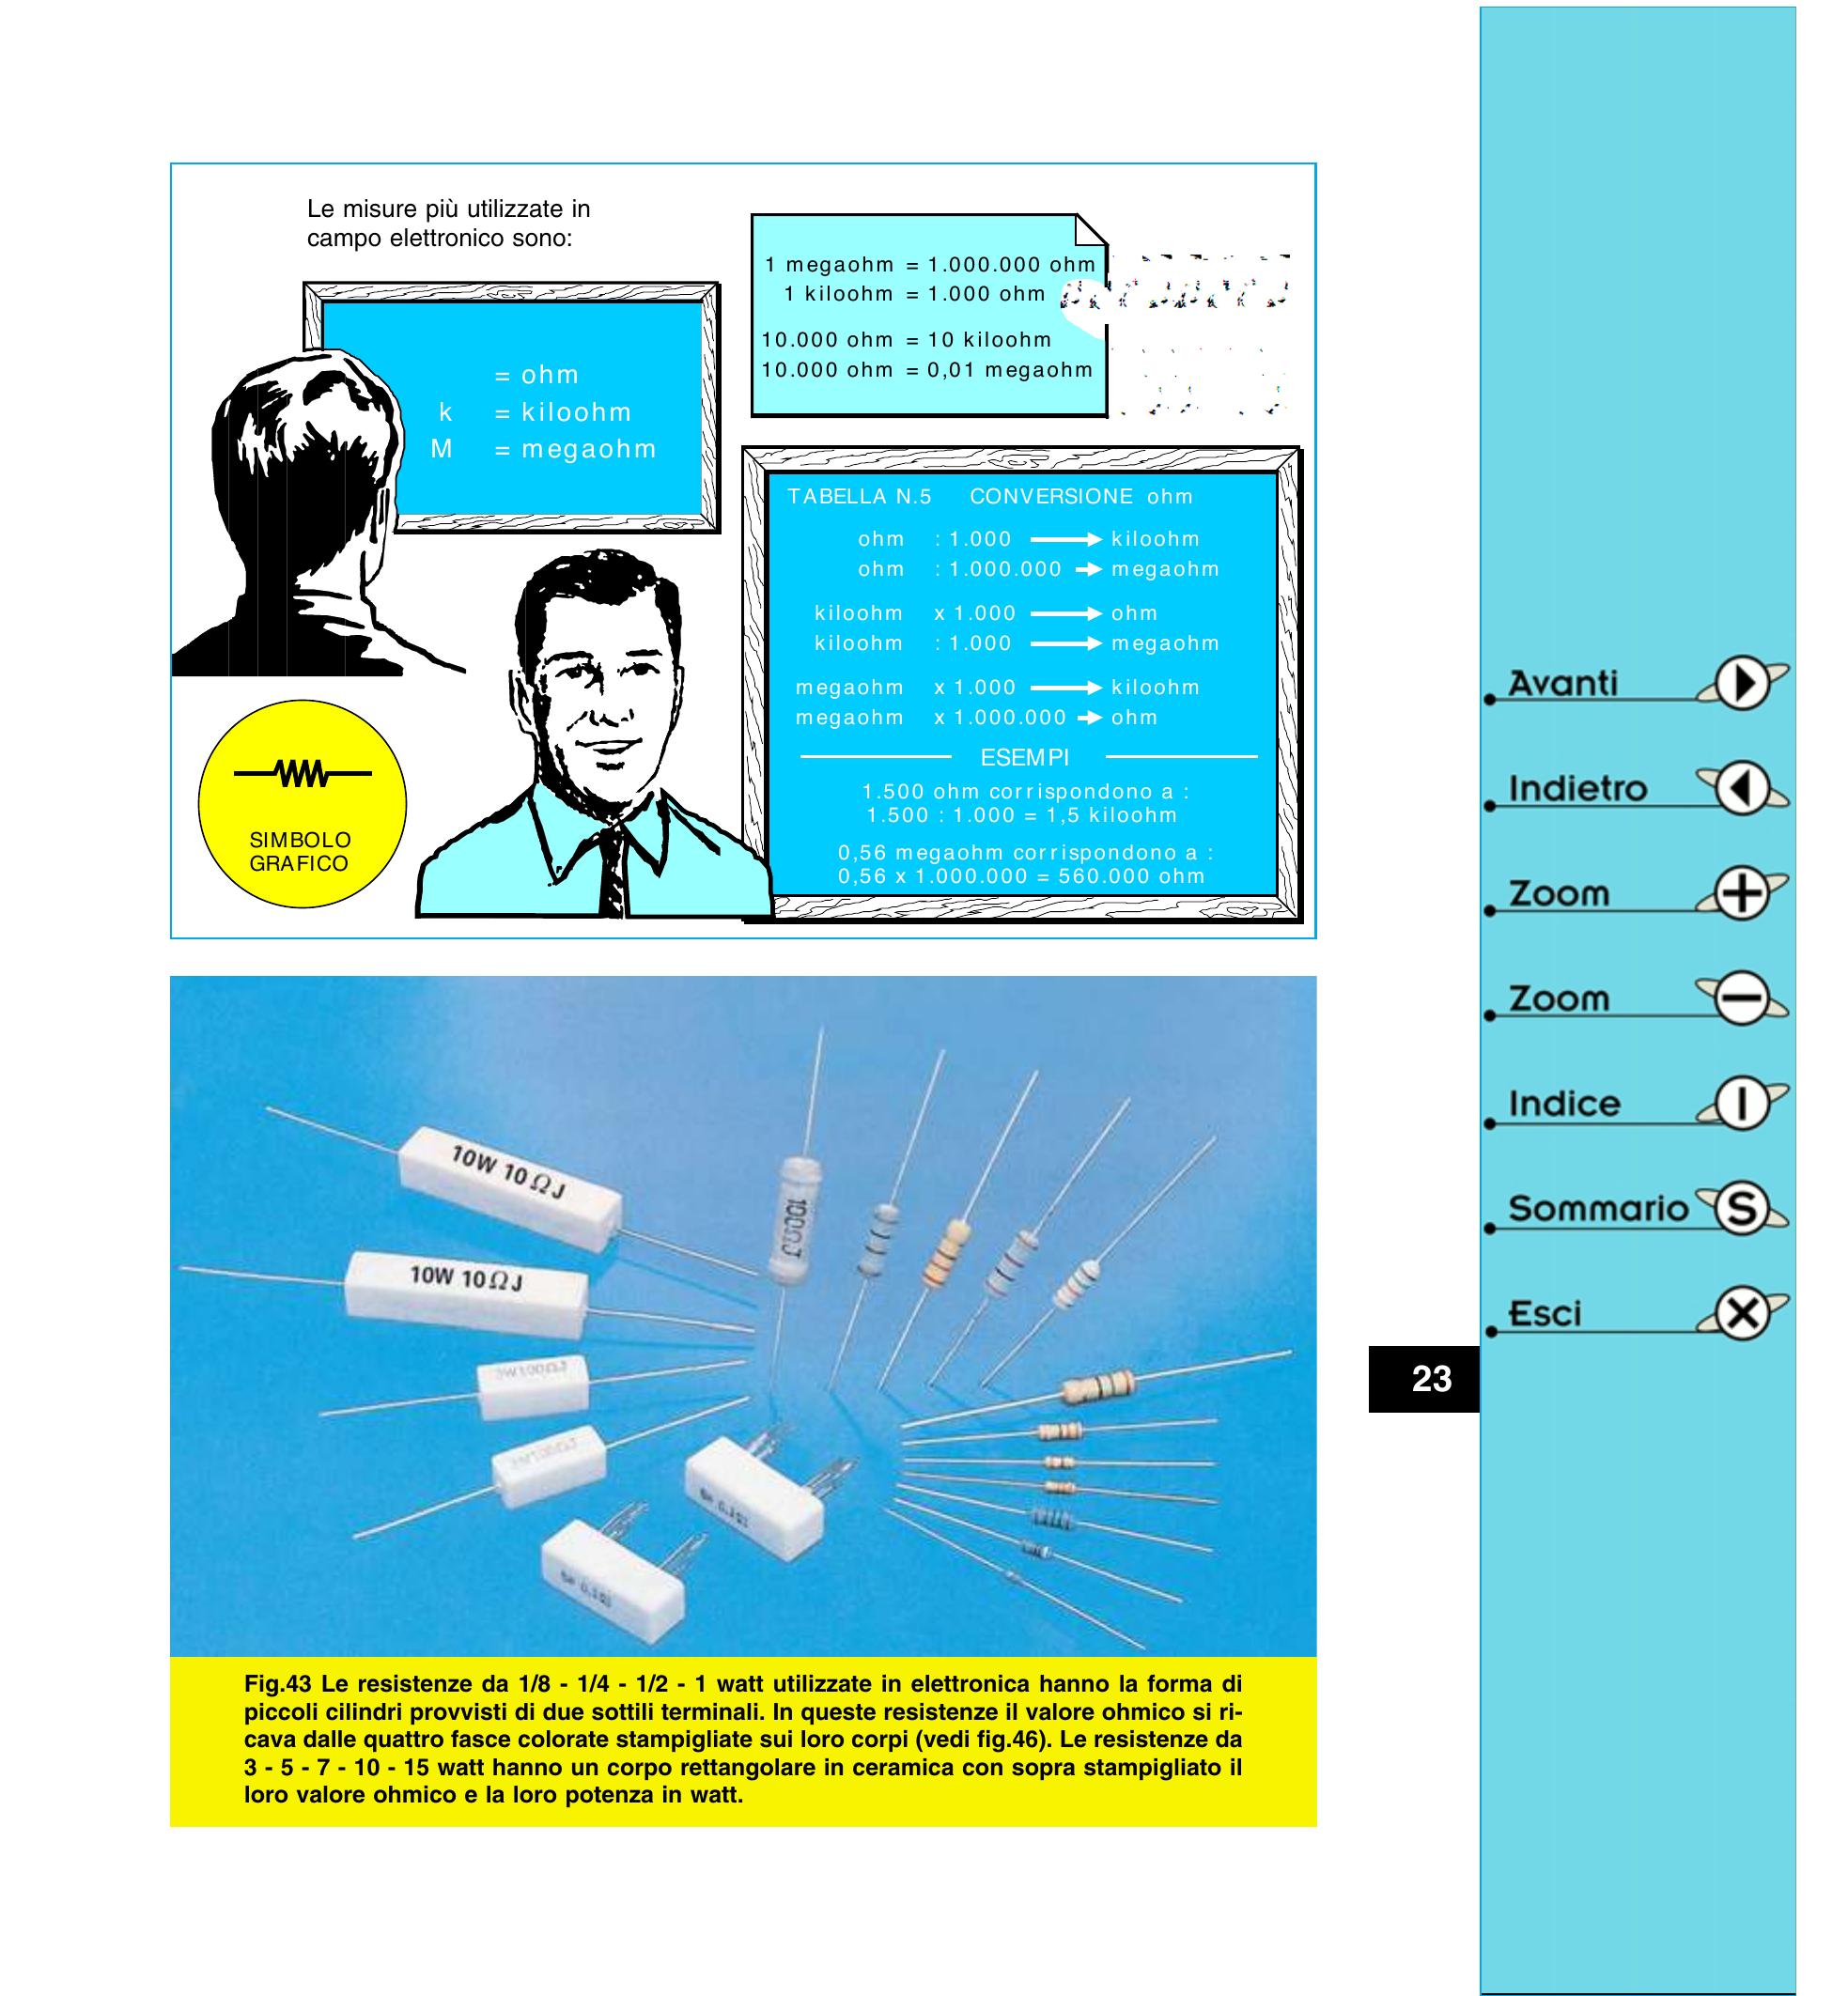 Le misure più utilizzate in
campo elettronico sono:
= ohm
k = kiloohm
M = megaohm
1 megaohm = 1.000.000 ohm
1 kiloohm = 1.000 ohm
10.000 ohm = 10 kiloohm
10.000 ohm = 0,01 megaohm
TABELLA N.5 CONVERSIONE ohm
ohm : 1.000 kiloohm
ohm : 1.000.000 megaohm
kiloohm x 1.000 ohm
kiloohm : 1.000 megaohm
megaohm x 1.000 kiloohm
megaohm x 1.000.000 ohm
ESEMPI
1.500 ohm corrispondono a :
1.500 : 1.000 = 1,5 kiloohm
0,56 megaohm corrispondono a :
0,56 x 1.000.000 = 560.000 ohm
SIMBOLO
GRAFICO
10W 10ΩJ
10W 10ΩJ
100ΩJ
Fig.43 Le resistenze da 1/8 - 1/4 - 1/2 - 1 watt utilizzate in elettronica hanno la forma di
piccoli cilindri provvisti di due sottili terminali. In queste resistenze il valore ohmico si ri-
cava dalle quattro fasce colorate stampigliate sui loro corpi (vedi fig.46). Le resistenze da
3 - 5 - 7 - 10 - 15 watt hanno un corpo rettangolare in ceramica con sopra stampigliato il
loro valore ohmico e la loro potenza in watt.
23
Avanti
Indietro
Zoom +
Zoom −
Indice I
Sommario S
Esci X